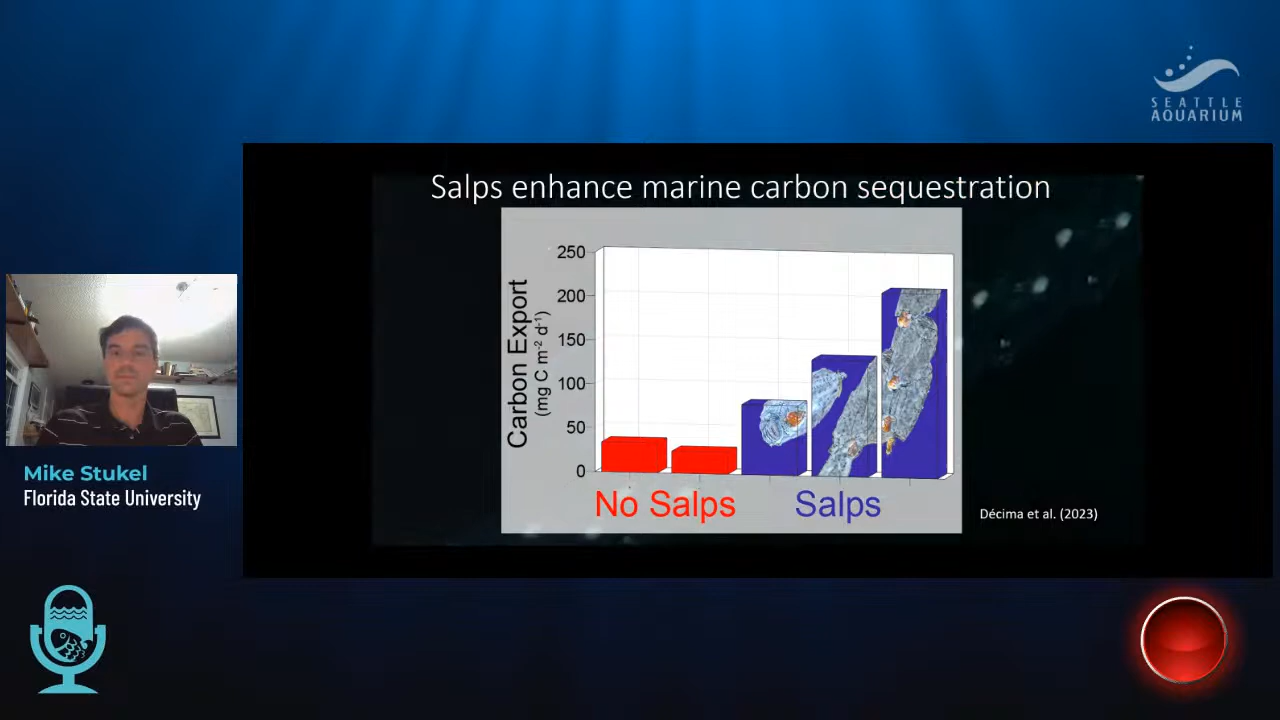 SEATTLE
AQUARIUM
Salps enhance marine carbon sequestration
Carbon Export
(mg C m⁻² d⁻¹)
250
200
150
100
50
0
No Salps
Salps
Décima et al. (2023)
Mike Stukel
Florida State University